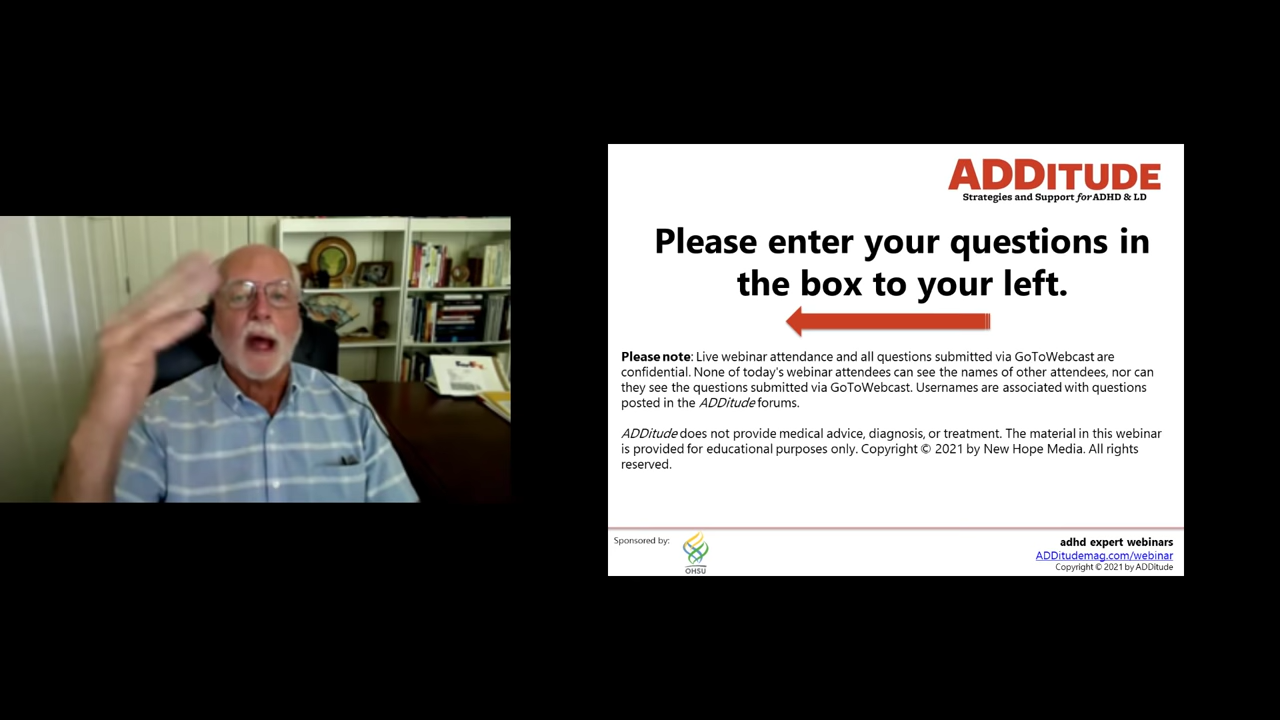 ADDITUDE
Strategies and Support for ADHD & LD
Please enter your questions in
the box to your left.
Please note: Live webinar attendance and all questions submitted via GoToWebcast are
confidential. None of today's webinar attendees can see the names of other attendees, nor can
they see the questions submitted via GoToWebcast. Usernames are associated with questions
posted in the ADDitude forums.
ADDitude does not provide medical advice, diagnosis, or treatment. The material in this webinar
is provided for educational purposes only. Copyright © 2021 by New Hope Media. All rights
reserved.
Sponsored by:
OHSU
adhd expert webinars
ADDitudemag.com/webinar
Copyright © 2021 by ADDitude